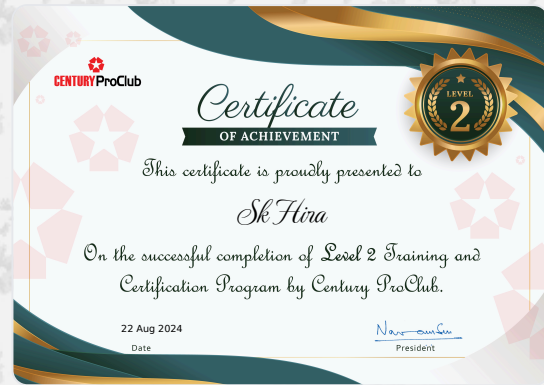 CENTURY ProClub
Certificate
OF ACHIEVEMENT
LEVEL
2
This certificate is proudly presented to
Sk Hira
On the successful completion of Level 2 Training and
Certification Program by Century ProClub.
22 Aug 2024
Date
President